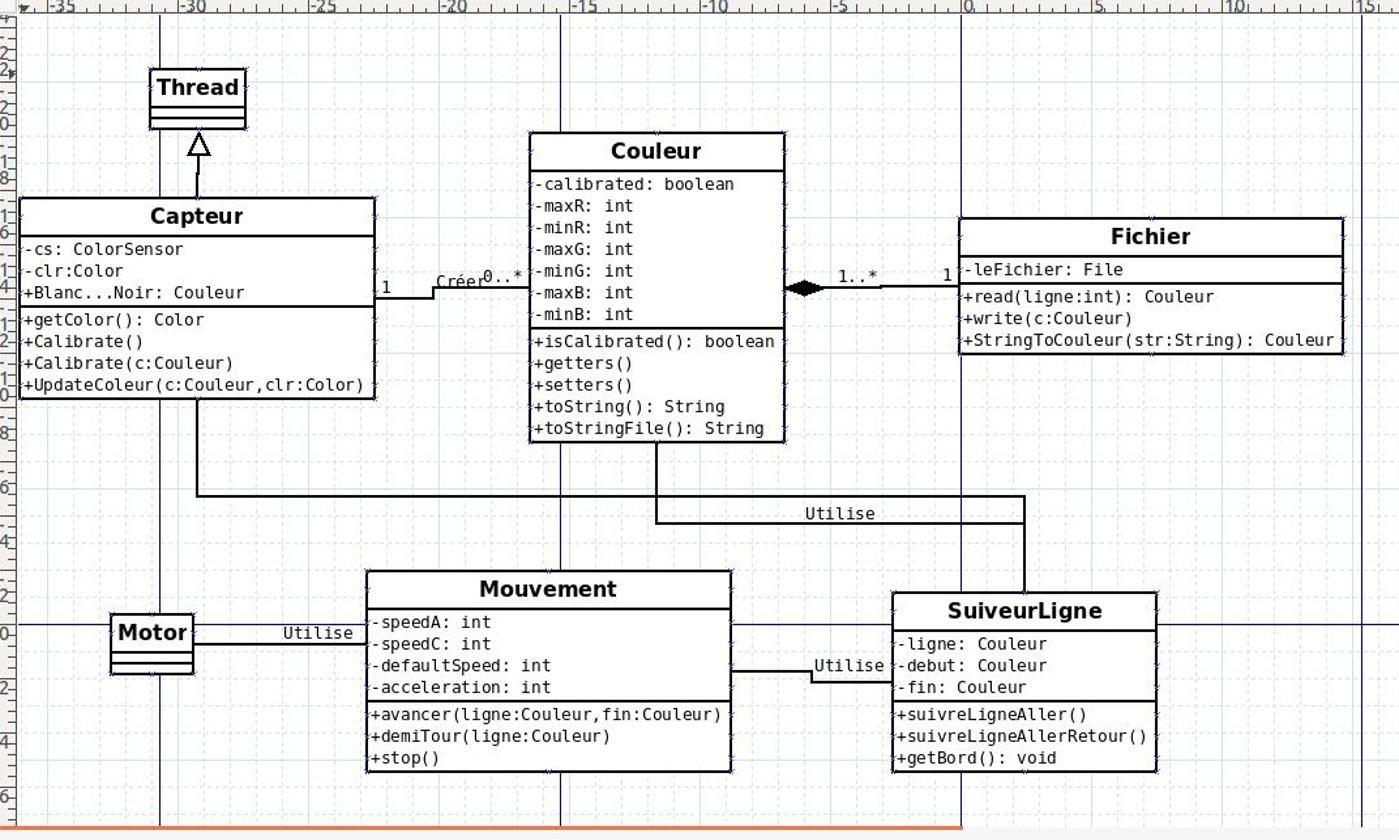 -35 -30 -25 -20 -15 -10 -5 0 5 10 15
Thread
Capteur
-cs: ColorSensor
-clr:Color
+Blanc...Noir: Couleur
+getColor(): Color
+Calibrate()
+Calibrate(c:Couleur)
+UpdateColeur(c:Couleur,clr:Color)
1
Créer
0..*
Couleur
-calibrated: boolean
-maxR: int
-minR: int
-maxG: int
-minG: int
-maxB: int
-minB: int
+isCalibrated(): boolean
+getters()
+setters()
+toString(): String
+toStringFile(): String
1..*
1
Fichier
-leFichier: File
+read(ligne:int): Couleur
+write(c:Couleur)
+StringToCouleur(str:String): Couleur
Utilise
Motor
Utilise
Mouvement
-speedA: int
-speedC: int
-defaultSpeed: int
-acceleration: int
+avancer(ligne:Couleur,fin:Couleur)
+demiTour(ligne:Couleur)
+stop()
Utilise
SuiveurLigne
-ligne: Couleur
-debut: Couleur
-fin: Couleur
+suivreLigneAller()
+suivreLigneAllerRetour()
+getBord(): void